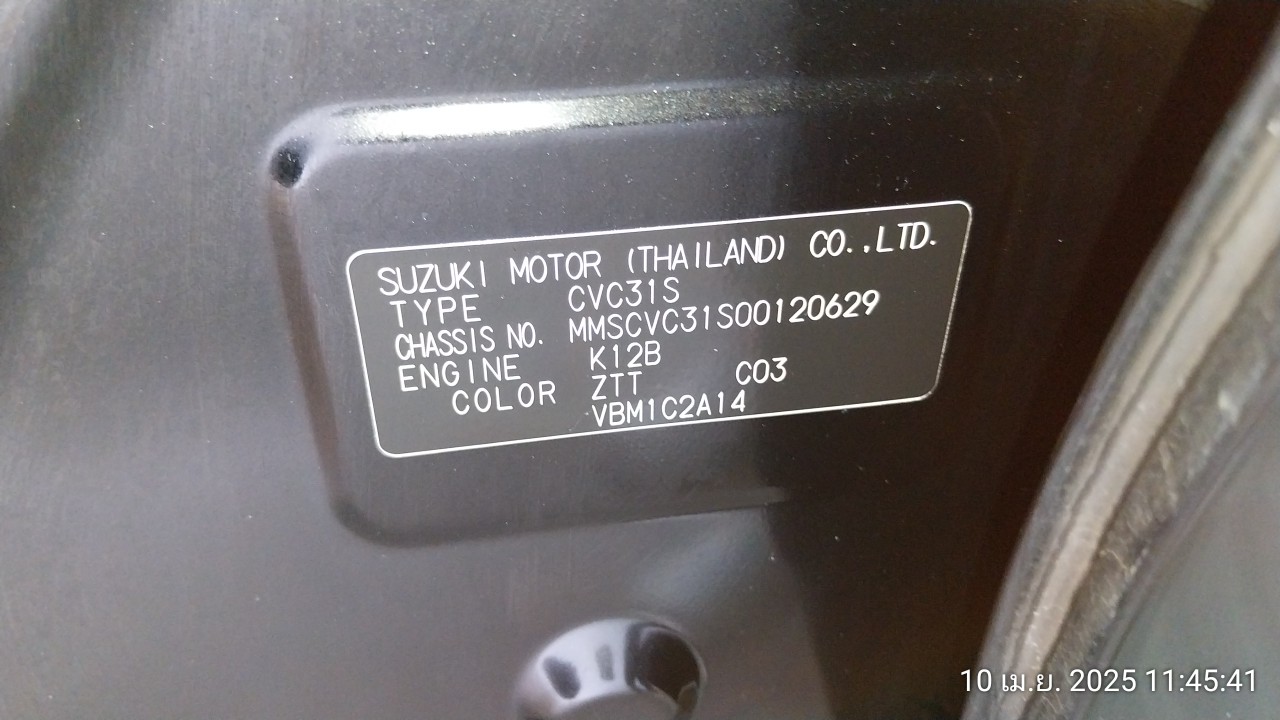 SUZUKI MOTOR (THAILAND) CO.,LTD.
TYPE CVC31S
CHASSIS NO. MMSCVC31S00120629
ENGINE K12B
COLOR ZTT C03
VBM1C2A14
10 เม.ย. 2025 11:45:41